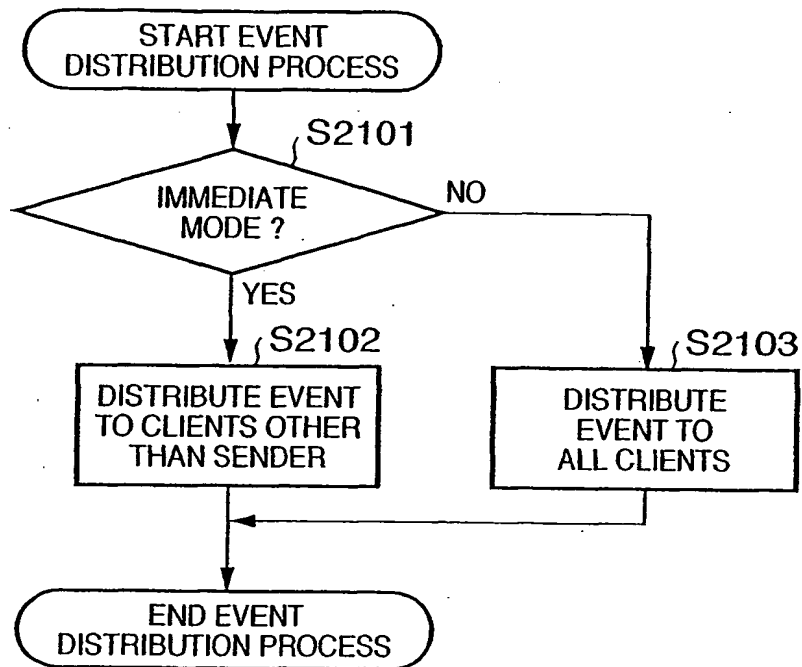 START EVENT
DISTRIBUTION PROCESS
S2101
IMMEDIATE
MODE ?
NO
YES
S2102
DISTRIBUTE EVENT
TO CLIENTS OTHER
THAN SENDER
S2103
DISTRIBUTE
EVENT TO
ALL CLIENTS
END EVENT
DISTRIBUTION PROCESS